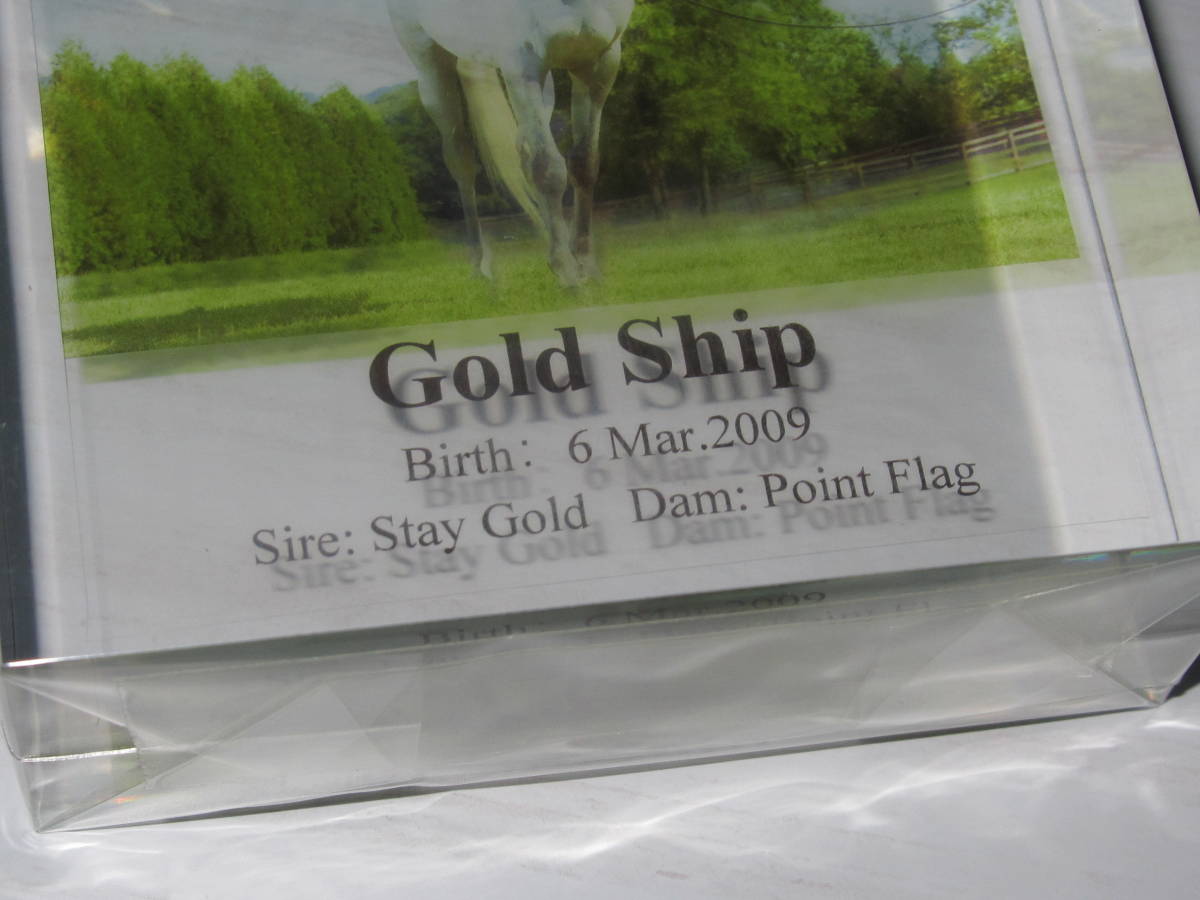 Gold Ship
Birth: 6 Mar.2009
Sire: Stay Gold Dam: Point Flag